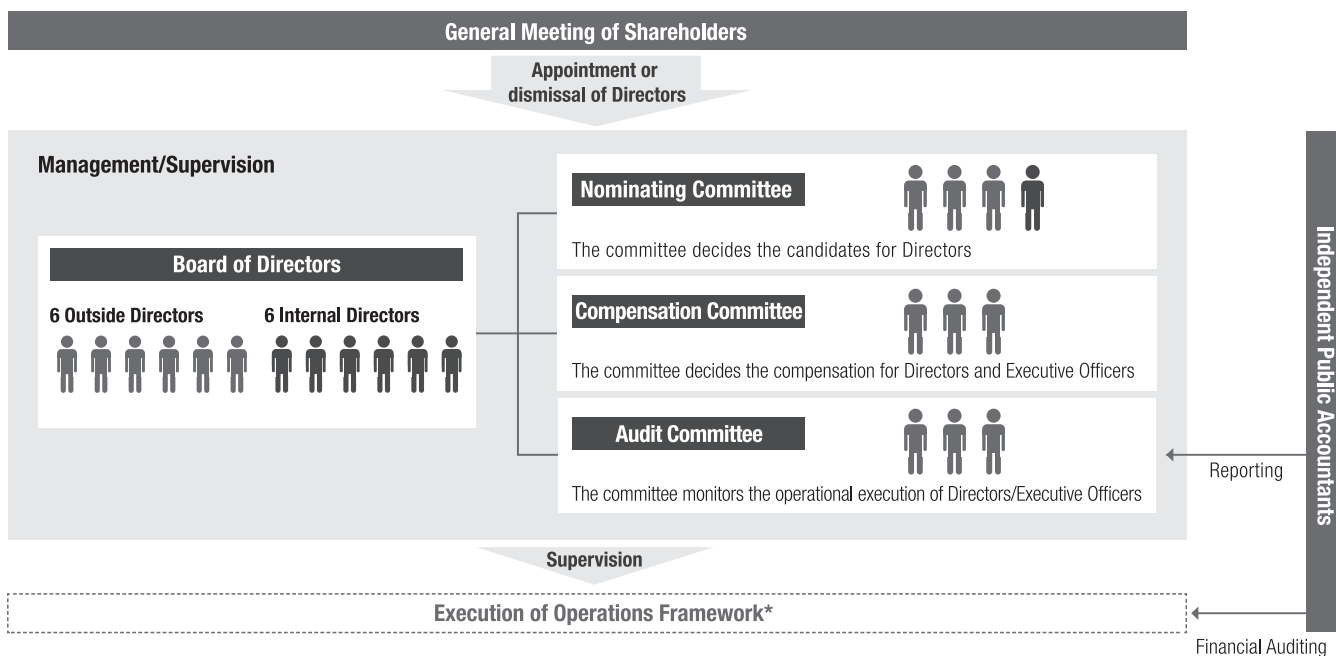 General Meeting of Shareholders
Appointment or
dismissal of Directors
Management/Supervision
Board of Directors
6 Outside Directors
6 Internal Directors
Nominating Committee
The committee decides the candidates for Directors
Compensation Committee
The committee decides the compensation for Directors and Executive Officers
Audit Committee
The committee monitors the operational execution of Directors/Executive Officers
Independent Public Accountants
Reporting
Supervision
Execution of Operations Framework*
Financial Auditing